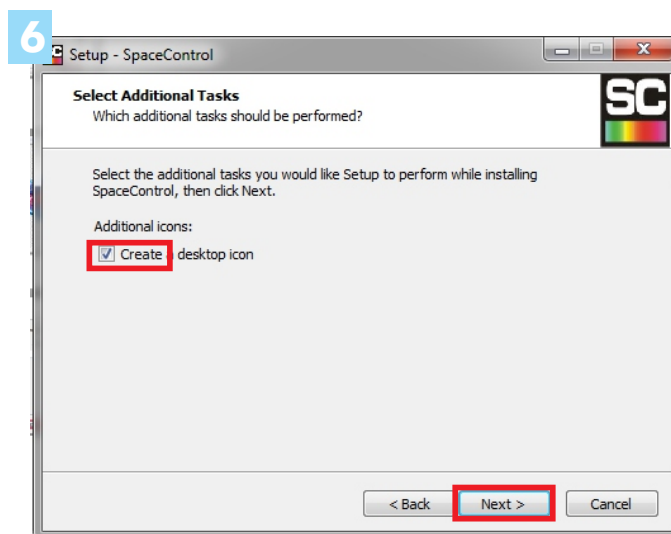 6
SC Setup - SpaceControl
Select Additional Tasks
Which additional tasks should be performed?
SC
Select the additional tasks you would like Setup to perform while installing
SpaceControl, then click Next.
Additional icons:
Create a desktop icon
< Back Next > Cancel